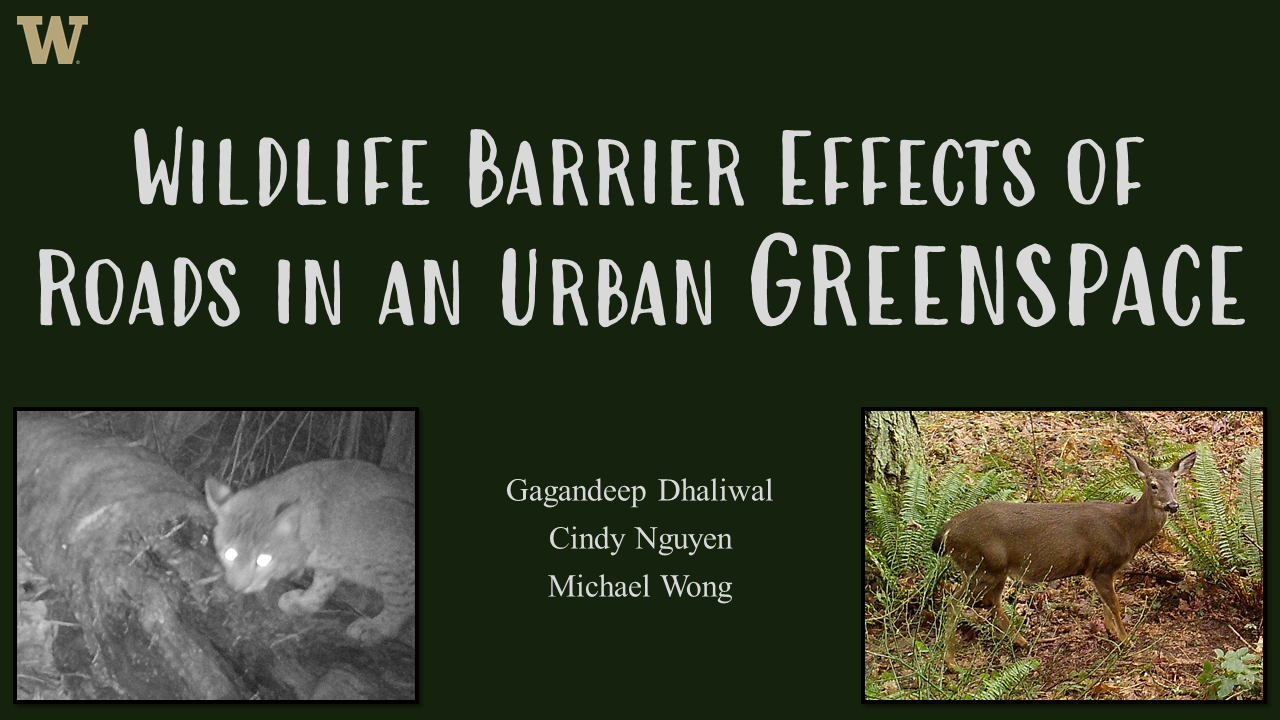 W
Wildlife Barrier Effects of
Roads in an Urban Greenspace
Gagandeep Dhaliwal
Cindy Nguyen
Michael Wong